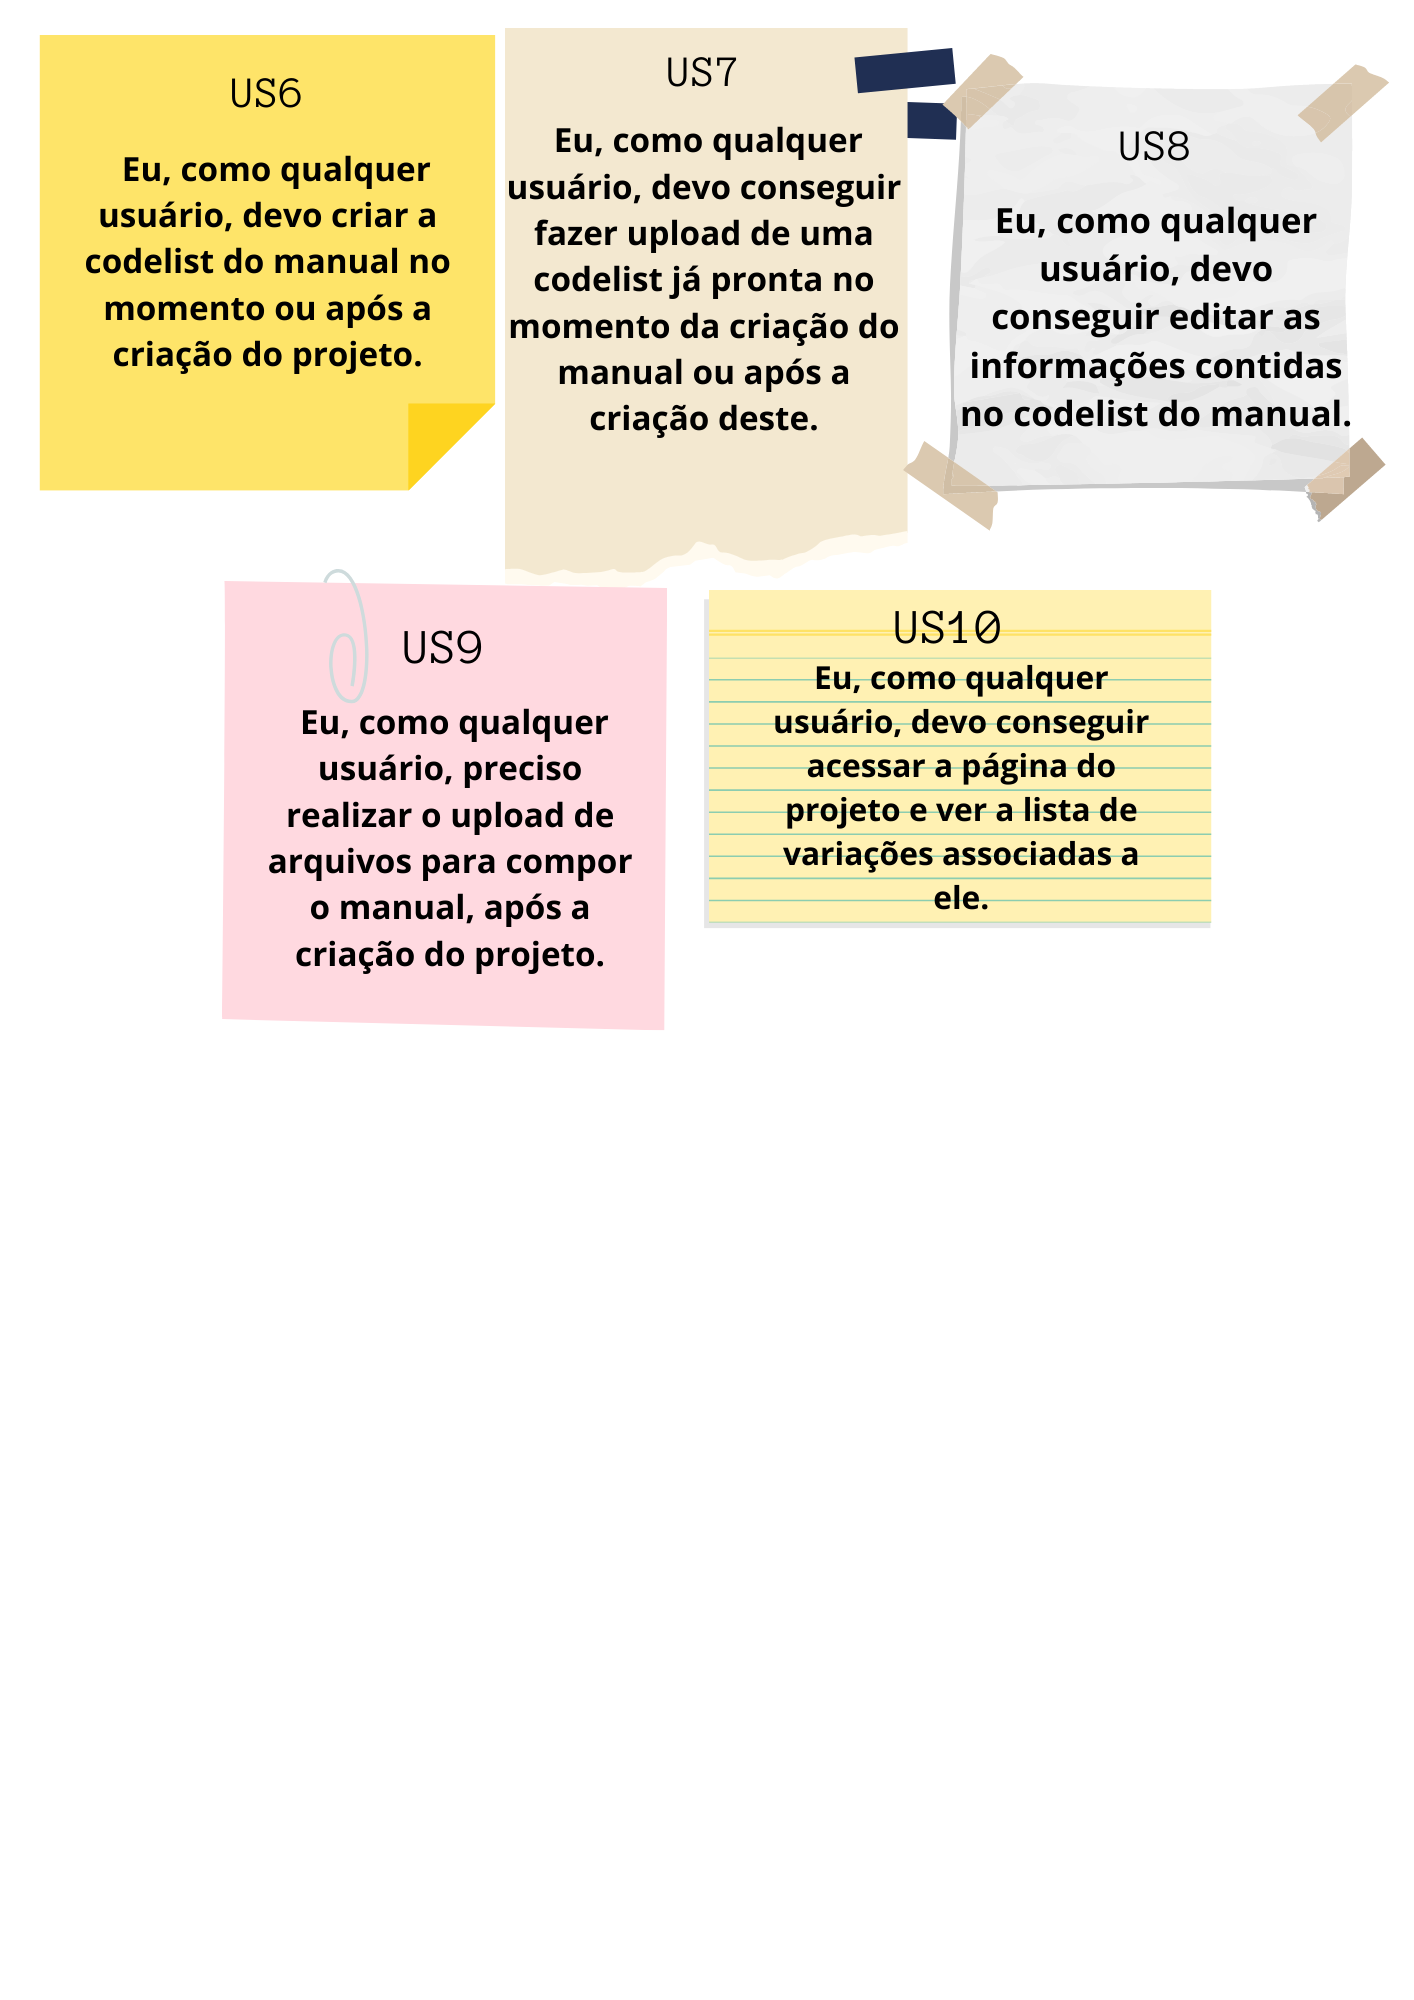 US6
Eu, como qualquer
usuário, devo criar a
codelist do manual no
momento ou após a
criação do projeto.
US7
Eu, como qualquer
usuário, devo conseguir
fazer upload de uma
codelist já pronta no
momento da criação do
manual ou após a
criação deste.
US8
Eu, como qualquer
usuário, devo
conseguir editar as
informações contidas
no codelist do manual.
US9
Eu, como qualquer
usuário, preciso
realizar o upload de
arquivos para compor
o manual, após a
criação do projeto.
US10
Eu, como qualquer
usuário, devo conseguir
acessar a página do
projeto e ver a lista de
variações associadas a
ele.